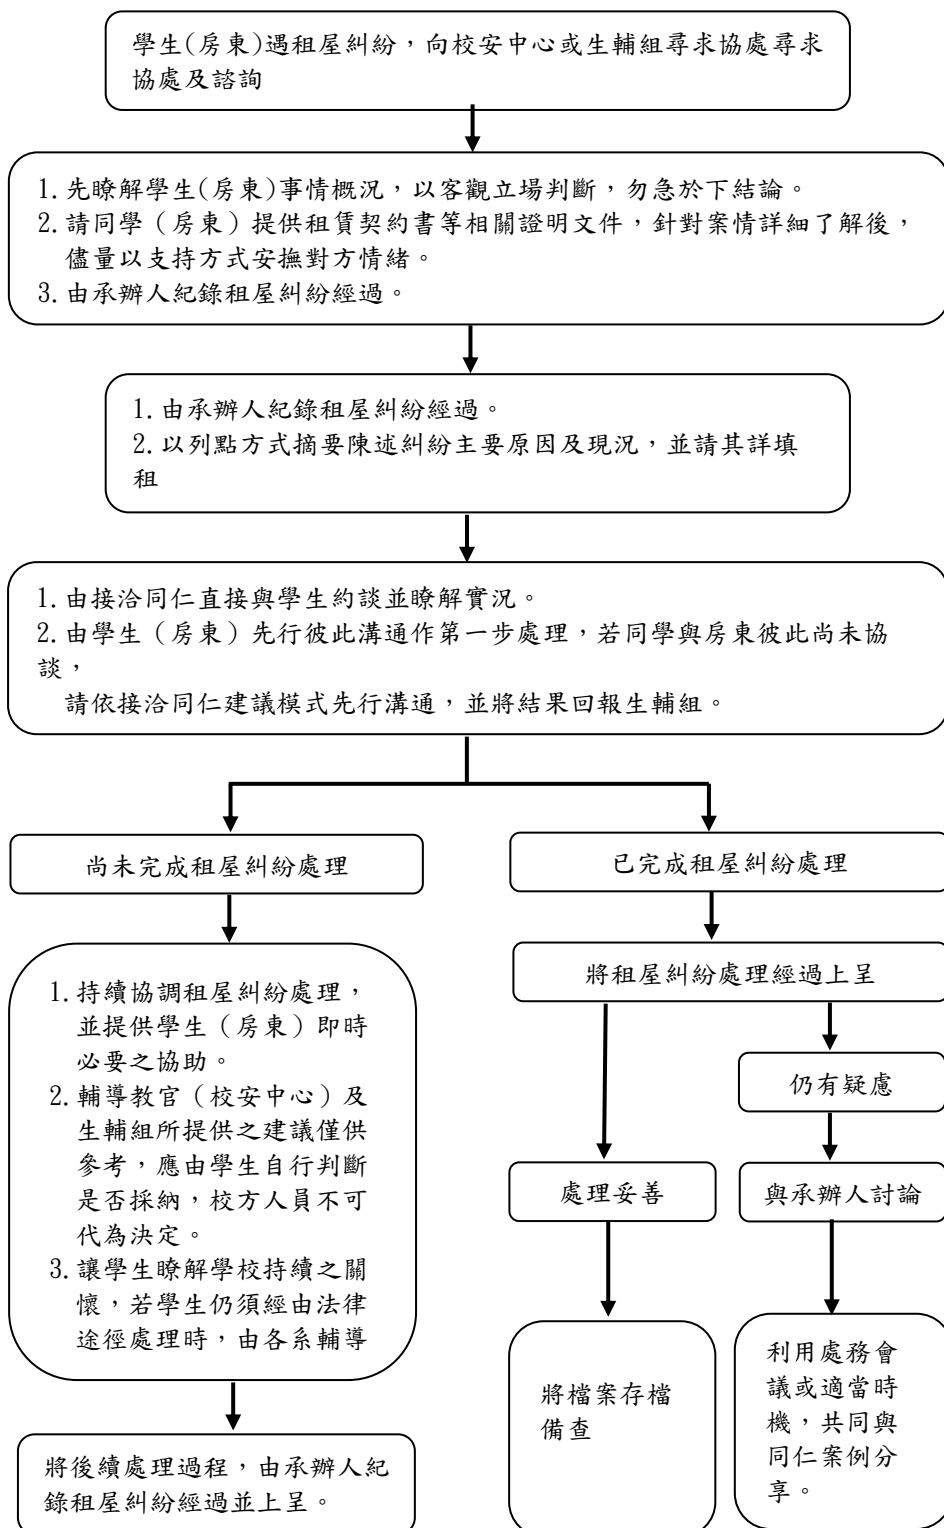 學生(房東)遇租屋糾紛，向校安中心或生輔組尋求協處尋求
協處及諮詢
1.先瞭解學生(房東)事情概況，以客觀立場判斷，勿急於下結論。
2.請同學（房東）提供租賃契約書等相關證明文件，針對案情詳細了解後，
儘量以支持方式安撫對方情緒。
3.由承辦人紀錄租屋糾紛經過。
1.由承辦人紀錄租屋糾紛經過。
2.以列點方式摘要陳述糾紛主要原因及現況，並請其詳填
租
1.由接洽同仁直接與學生約談並瞭解實況。
2.由學生（房東）先行彼此溝通作第一步處理，若同學與房東彼此尚未協
談，
請依接洽同仁建議模式先行溝通，並將結果回報生輔組。
尚未完成租屋糾紛處理
1.持續協調租屋糾紛處理，
並提供學生（房東）即時
必要之協助。
2.輔導教官（校安中心）及
生輔組所提供之建議僅供
參考，應由學生自行判斷
是否採納，校方人員不可
代為決定。
3.讓學生瞭解學校持續之關
懷，若學生仍須經由法律
途徑處理時，由各系輔導
將後續處理過程，由承辦人紀
錄租屋糾紛經過並上呈。
已完成租屋糾紛處理
將租屋糾紛處理經過上呈
處理妥善
將檔案存檔
備查
仍有疑慮
與承辦人討論
利用處務會
議或適當時
機，共同與
同仁案例分
享。